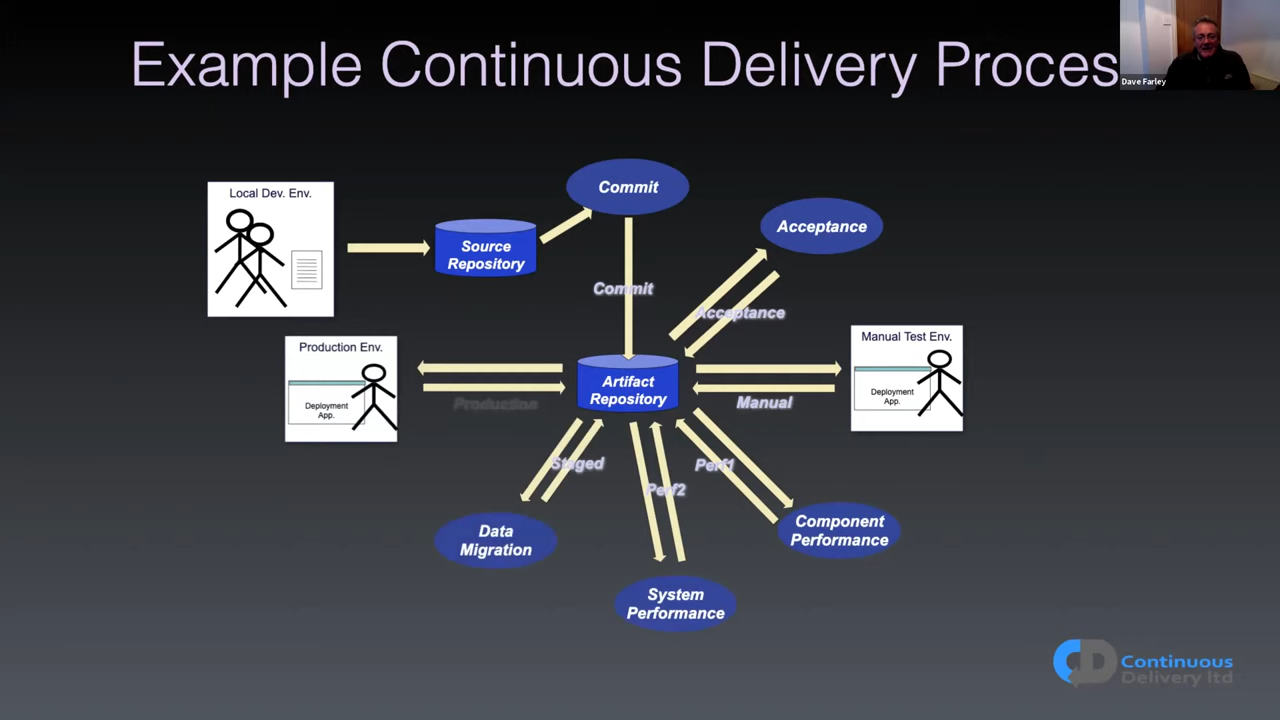 Example Continuous Delivery Proces
Dave Farley
Local Dev. Env.
Commit
Source
Repository
Acceptance
Commit
Acceptance
Production Env.
Deployment
App.
Production
Artifact
Repository
Manual
Manual Test Env.
Deployment
App.
Staged
Perf2
Perf1
Data
Migration
System
Performance
Component
Performance
CD
Continuous
Delivery ltd